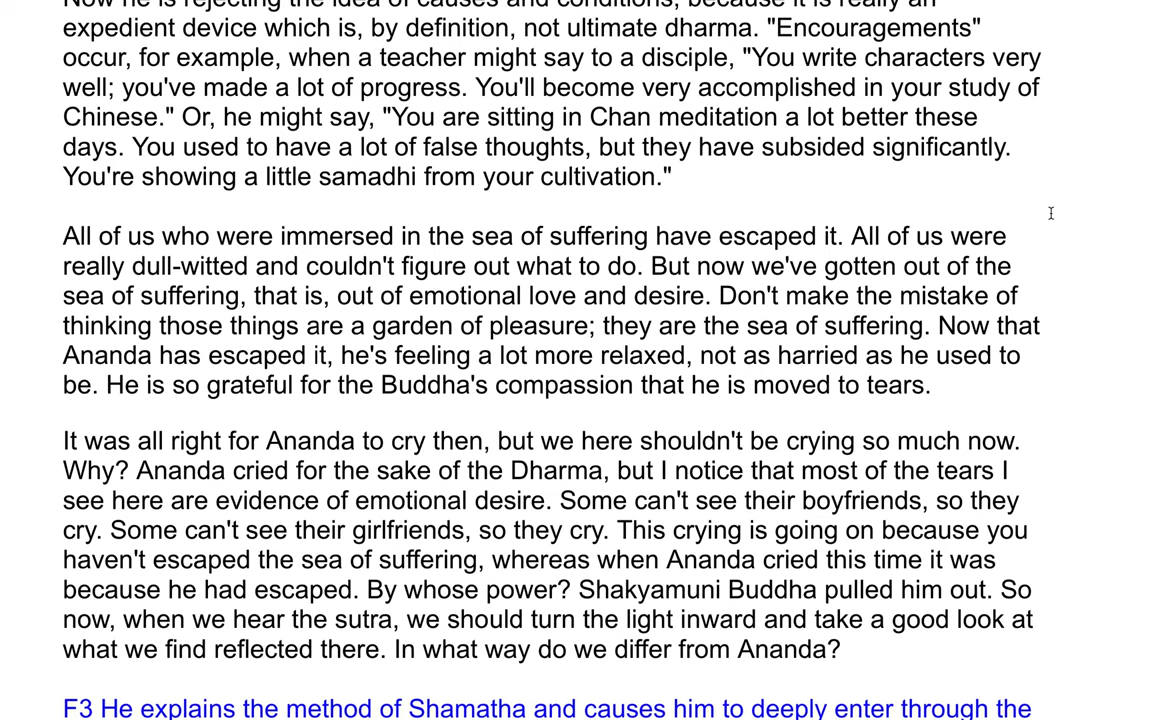 Now he is rejecting the idea of causes and conditions, because it is really an
expedient device which is, by definition, not ultimate dharma. "Encouragements"
occur, for example, when a teacher might say to a disciple, "You write characters very
well; you've made a lot of progress. You'll become very accomplished in your study of
Chinese." Or, he might say, "You are sitting in Chan meditation a lot better these
days. You used to have a lot of false thoughts, but they have subsided significantly.
You're showing a little samadhi from your cultivation."
All of us who were immersed in the sea of suffering have escaped it. All of us were
really dull-witted and couldn't figure out what to do. But now we've gotten out of the
sea of suffering, that is, out of emotional love and desire. Don't make the mistake of
thinking those things are a garden of pleasure; they are the sea of suffering. Now that
Ananda has escaped it, he's feeling a lot more relaxed, not as harried as he used to
be. He is so grateful for the Buddha's compassion that he is moved to tears.
It was all right for Ananda to cry then, but we here shouldn't be crying so much now.
Why? Ananda cried for the sake of the Dharma, but I notice that most of the tears I
see here are evidence of emotional desire. Some can't see their boyfriends, so they
cry. Some can't see their girlfriends, so they cry. This crying is going on because you
haven't escaped the sea of suffering, whereas when Ananda cried this time it was
because he had escaped. By whose power? Shakyamuni Buddha pulled him out. So
now, when we hear the sutra, we should turn the light inward and take a good look at
what we find reflected there. In what way do we differ from Ananda?
F3 He explains the method of Shamatha and causes him to deeply enter through the